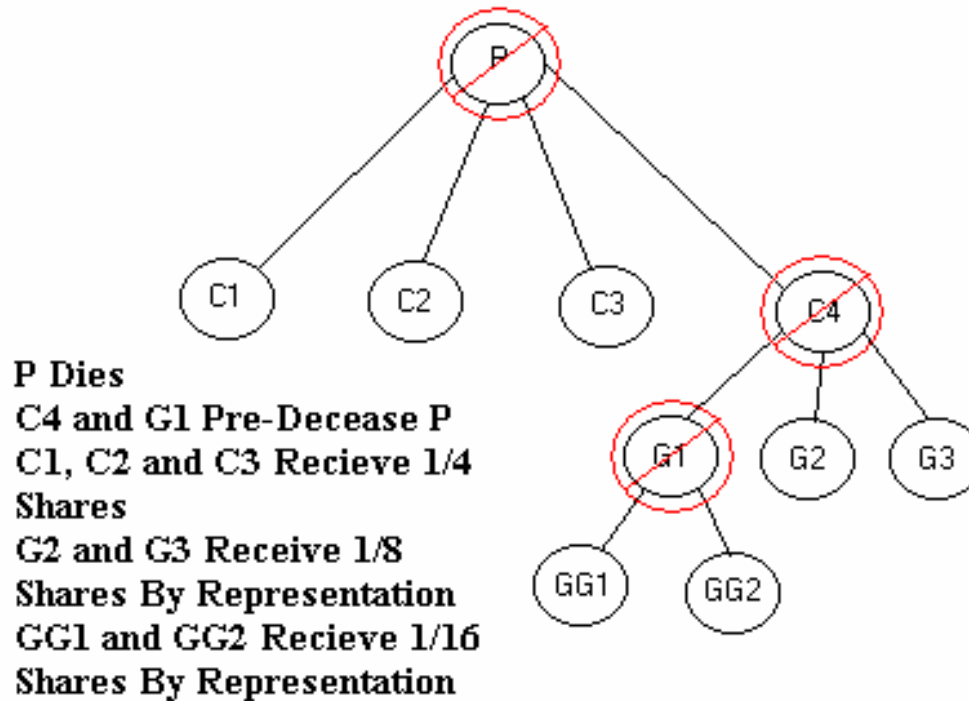 P
C1 C2 C3 C4
P Dies
C4 and G1 Pre-Decease P
C1, C2 and C3 Recieve 1/4
Shares
G2 and G3 Receive 1/8
Shares By Representation
GG1 and GG2 Recieve 1/16
Shares By Representation
G1 G2 G3
GG1 GG2